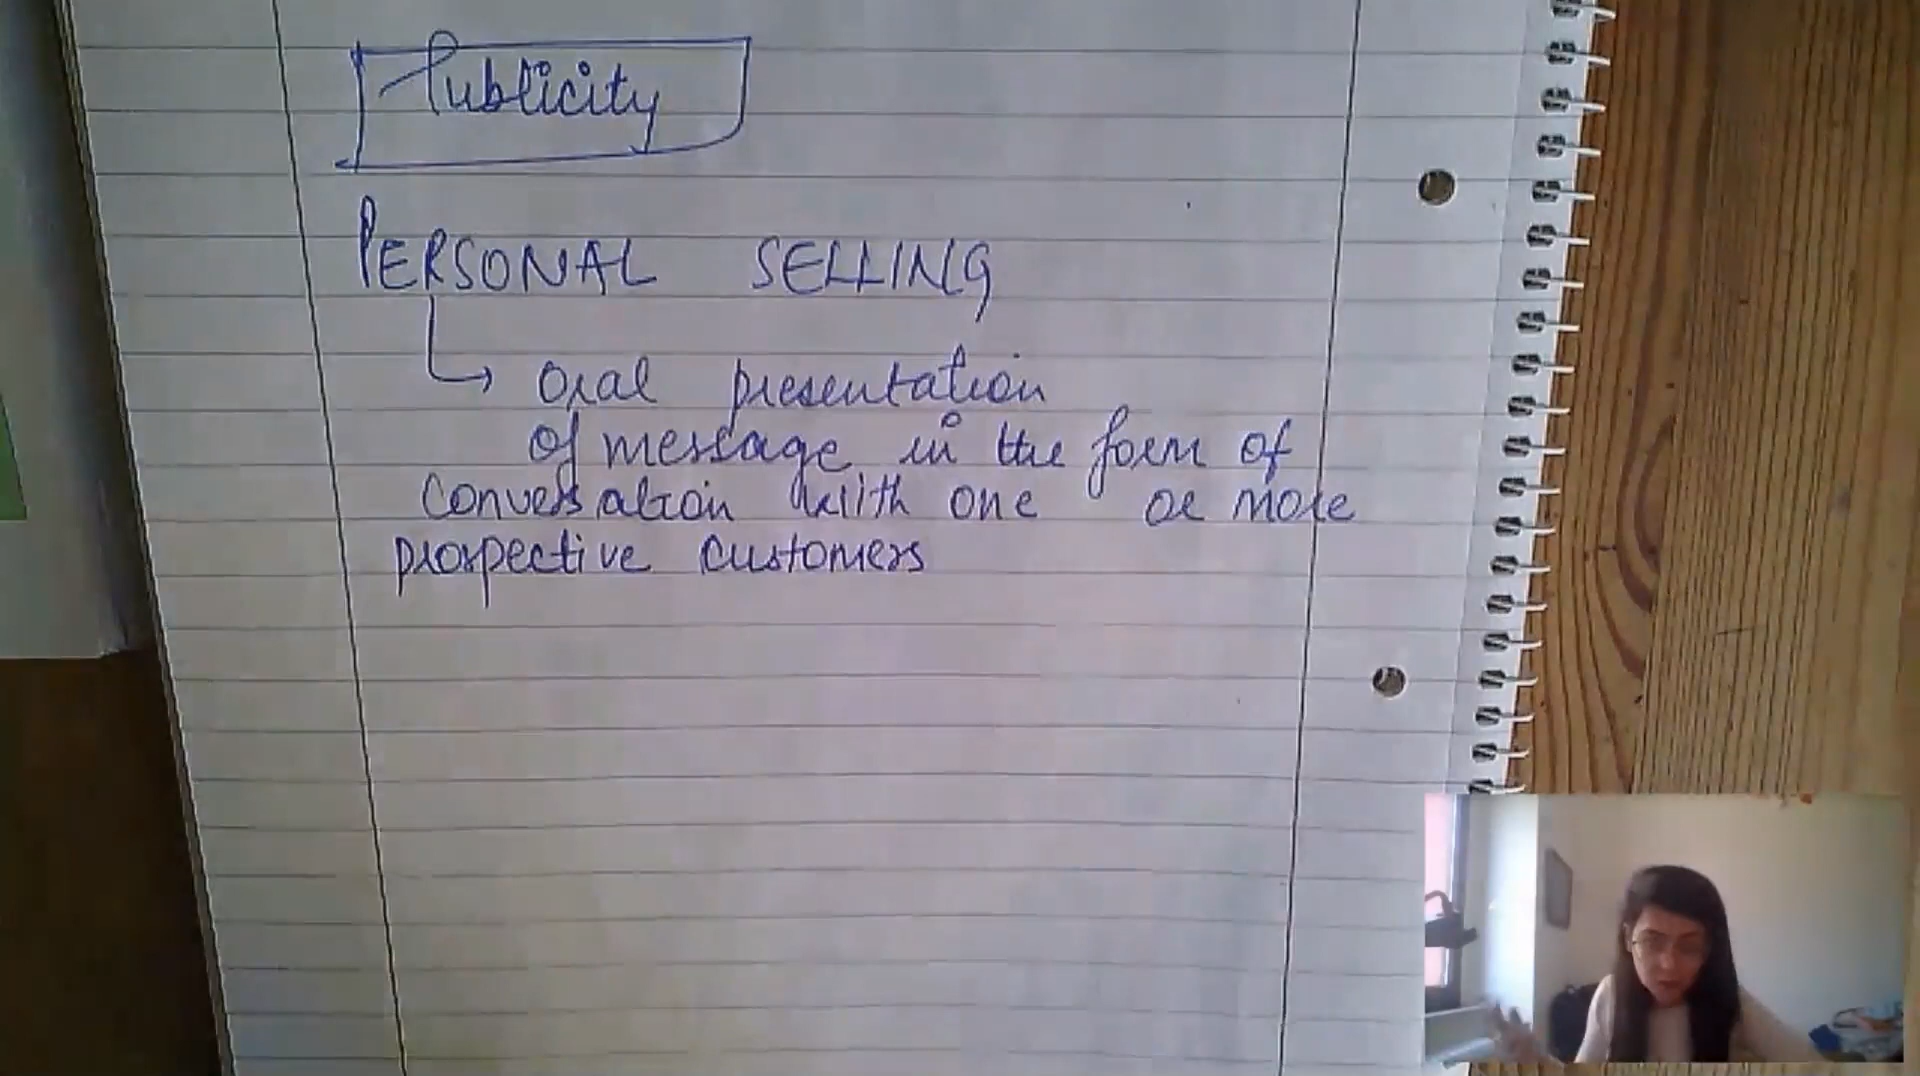 Publicity
PERSONAL SELLING
Oral presentation
of message in the form of
conversation with one or more
prospective customers